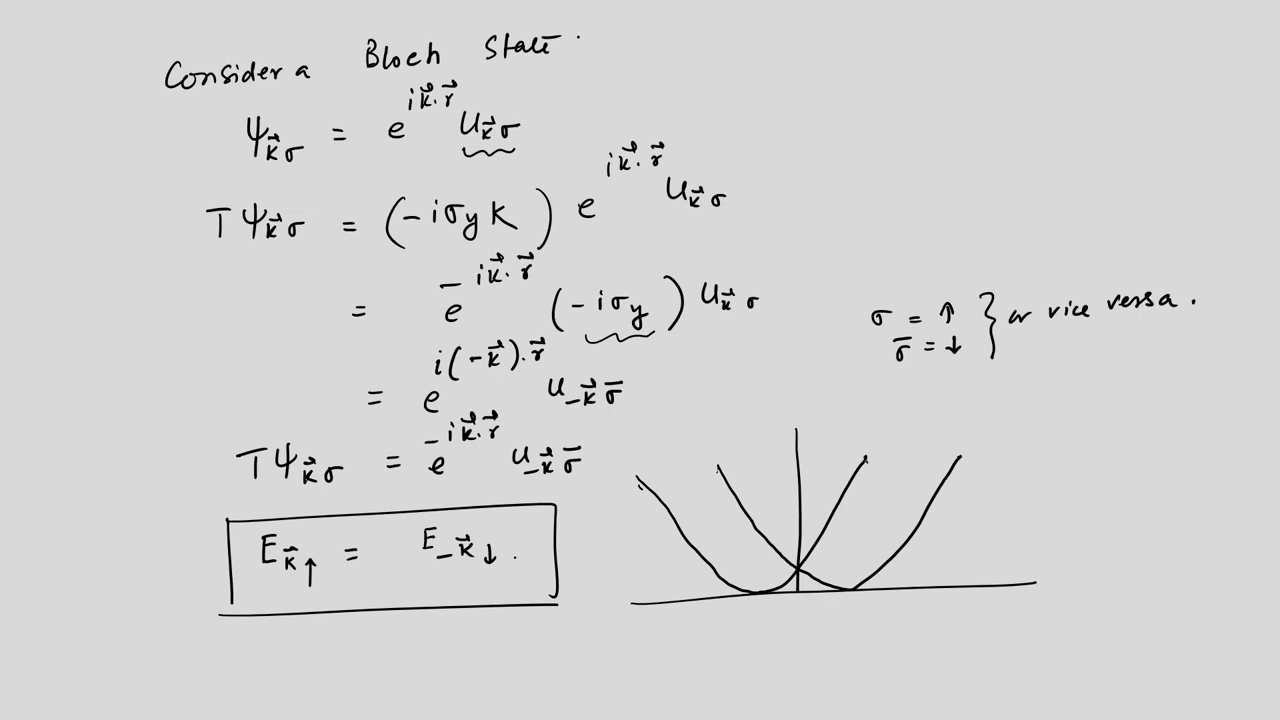 Consider a Bloch State.
ψ_{k⃗σ} = e^{ik⃗.r⃗} u_{k⃗σ}
Tψ_{k⃗σ} = (-iσ_y K) e^{ik⃗.r⃗} u_{k⃗σ}
= e^{-ik⃗.r⃗} (-iσ_y) u_{k⃗σ}
σ = ↑
σ̅ = ↓ } or vice versa.
= e^{i(-k⃗).r⃗} u_{-k⃗σ̅}
Tψ_{k⃗σ} = e^{-ik⃗.r⃗} u_{-k⃗σ̅}
E_{k⃗↑} = E_{-k⃗↓}.